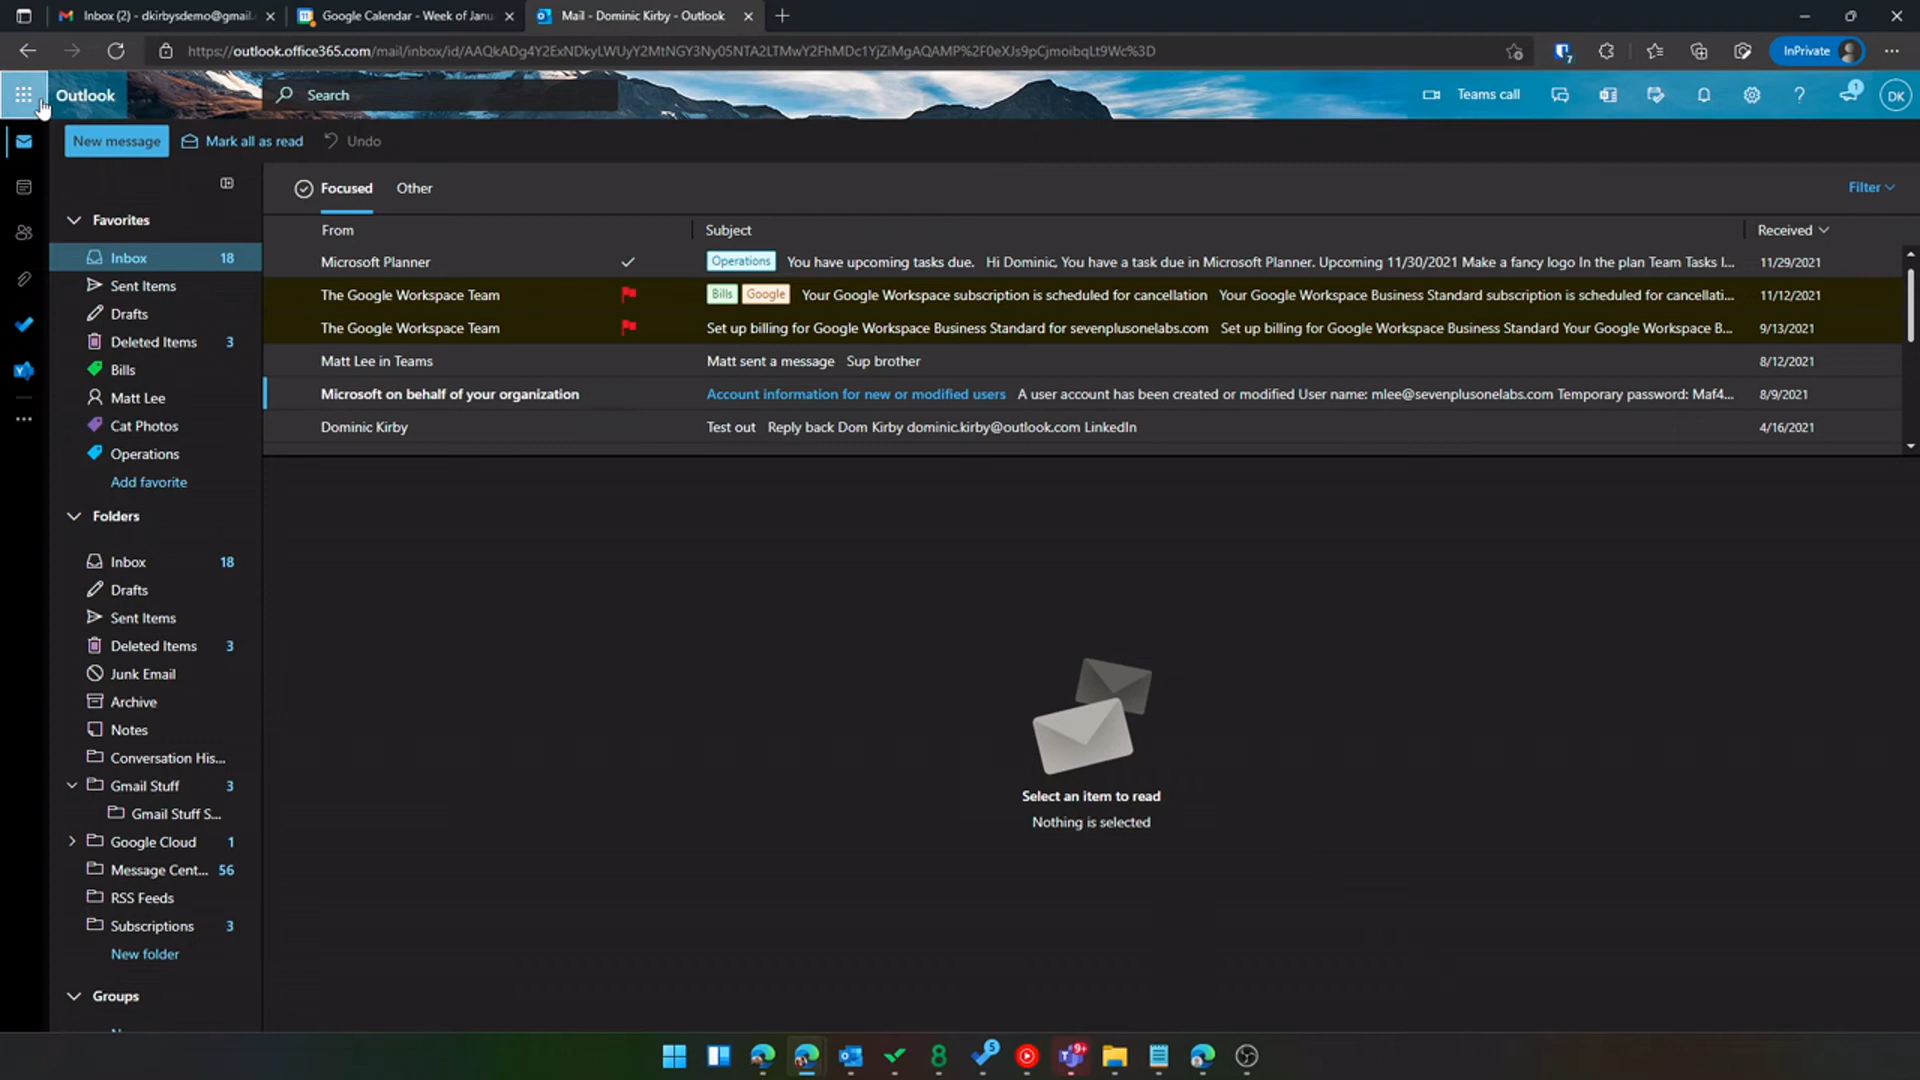 Inbox (2) - dkirbysdemo@gmail.
Google Calendar - Week of Janu
Mail - Dominic Kirby - Outlook
https://outlook.office365.com/mail/inbox/id/AAQkADg4Y2ExNDkyLWUyY2MtNGY3Ny05NTA2LTMwY2FhMDc1YjZiMgAQAMP%2F0eXJs9pCjmoibqLt9Wc%3D
7
InPrivate
Outlook
Search
Teams call
1
DK
New message
Mark all as read
Undo
Focused
Other
Filter
From
Subject
Received
Microsoft Planner
Operations
You have upcoming tasks due. Hi Dominic, You have a task due in Microsoft Planner. Upcoming 11/30/2021 Make a fancy logo In the plan Team Tasks I...
11/29/2021
The Google Workspace Team
Bills
Google
Your Google Workspace subscription is scheduled for cancellation Your Google Workspace Business Standard subscription is scheduled for cancellati...
11/12/2021
The Google Workspace Team
Set up billing for Google Workspace Business Standard for sevenplusonelabs.com Set up billing for Google Workspace Business Standard Your Google Workspace B...
9/13/2021
Matt Lee in Teams
Matt sent a message Sup brother
8/12/2021
Microsoft on behalf of your organization
Account information for new or modified users A user account has been created or modified User name: mlee@sevenplusonelabs.com Temporary password: Maf4...
8/9/2021
Dominic Kirby
Test out Reply back Dom Kirby dominic.kirby@outlook.com LinkedIn
4/16/2021
Favorites
Inbox 18
Sent Items
Drafts
Deleted Items 3
Bills
Matt Lee
Cat Photos
Operations
Add favorite
Folders
Inbox 18
Drafts
Sent Items
Deleted Items 3
Junk Email
Archive
Notes
Conversation His...
Gmail Stuff 3
Gmail Stuff S...
Google Cloud 1
Message Cent... 56
RSS Feeds
Subscriptions 3
New folder
Groups
Select an item to read
Nothing is selected
8
5
9+